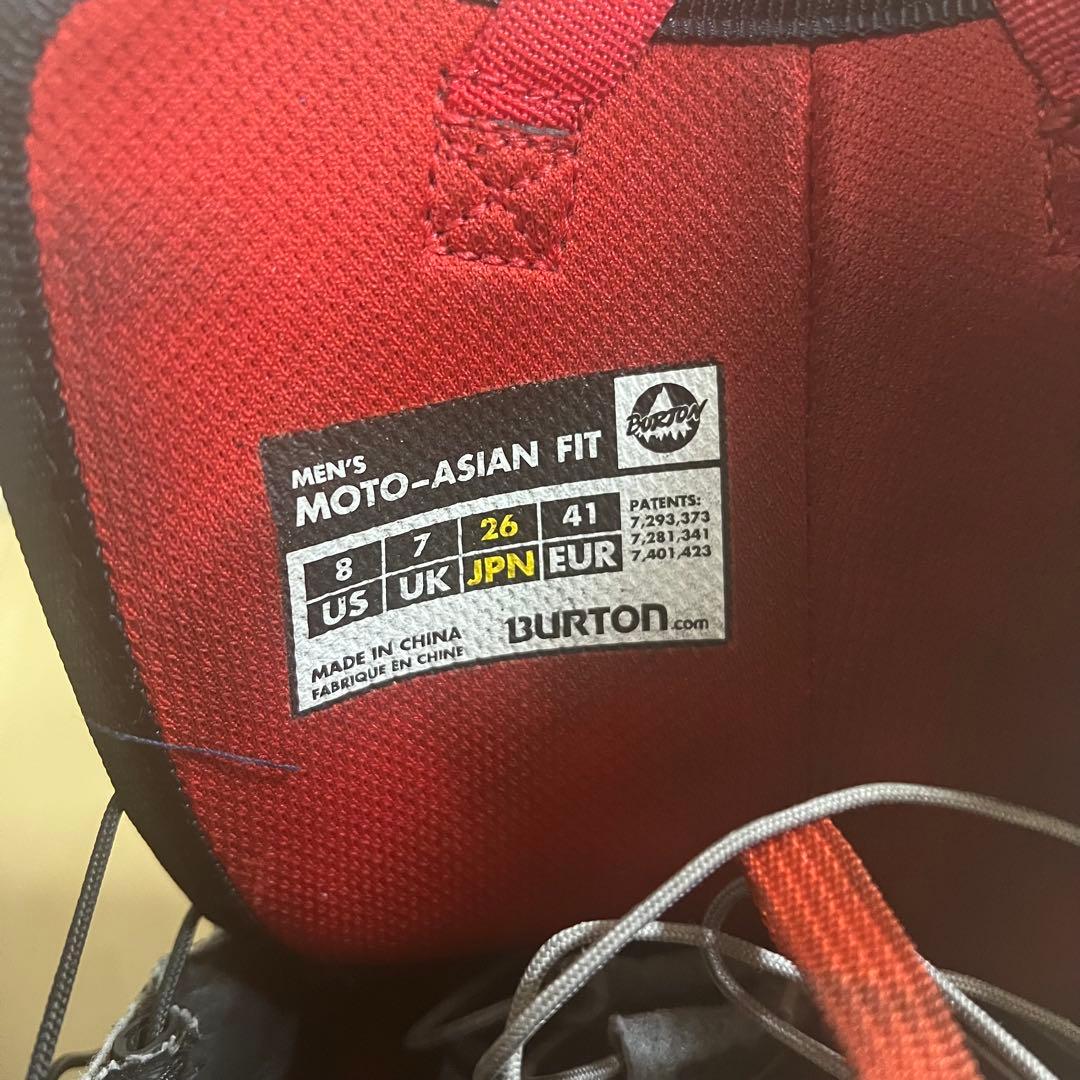 BURTON
MEN'S
MOTO-ASIAN FIT
8 7 26 41
US UK JPN EUR
PATENTS:
7,293,373
7,281,341
7,401,423
MADE IN CHINA
FABRIQUE EN CHINE
BURTON.com